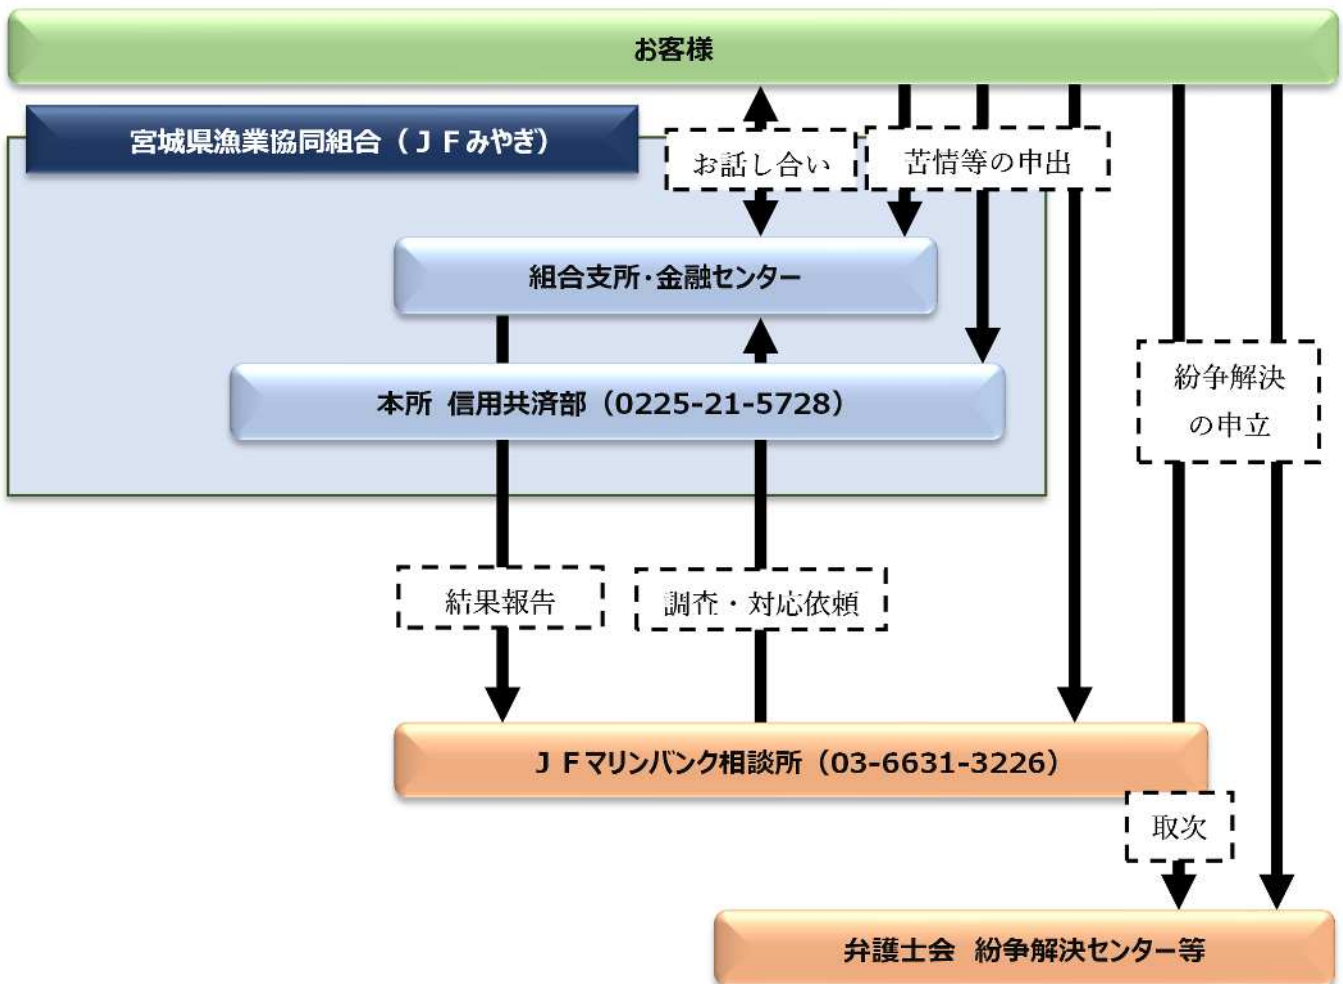 お客様
宮城県漁業協同組合(JFみやぎ)
お話し合い
苦情等の申出
組合支所・金融センター
本所 信用共済部(0225-21-5728)
紛争解決
の申立
結果報告
調査・対応依頼
JFマリンバンク相談所(03-6631-3226)
取次
弁護士会 紛争解決センター等